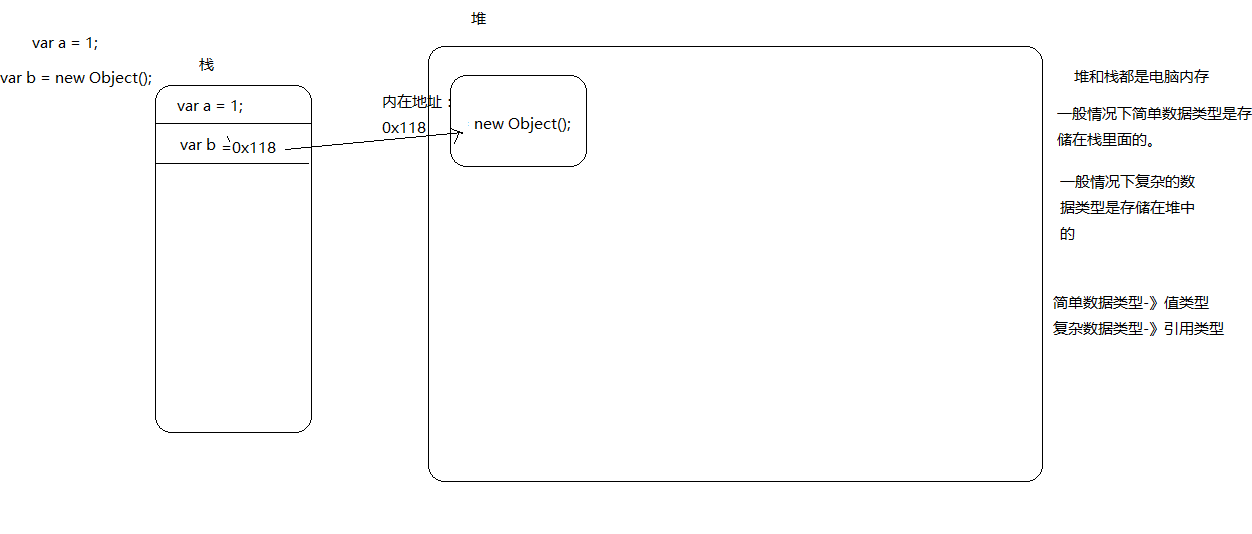 堆
var a = 1;
var b = new Object();
栈
var a = 1;
var b =0x118
内在地址：
0x118
new Object();
堆和栈都是电脑内存
一般情况下简单数据类型是存
储在栈里面的。
一般情况下复杂的数
据类型是存储在堆中
的
简单数据类型-》值类型
复杂数据类型-》引用类型